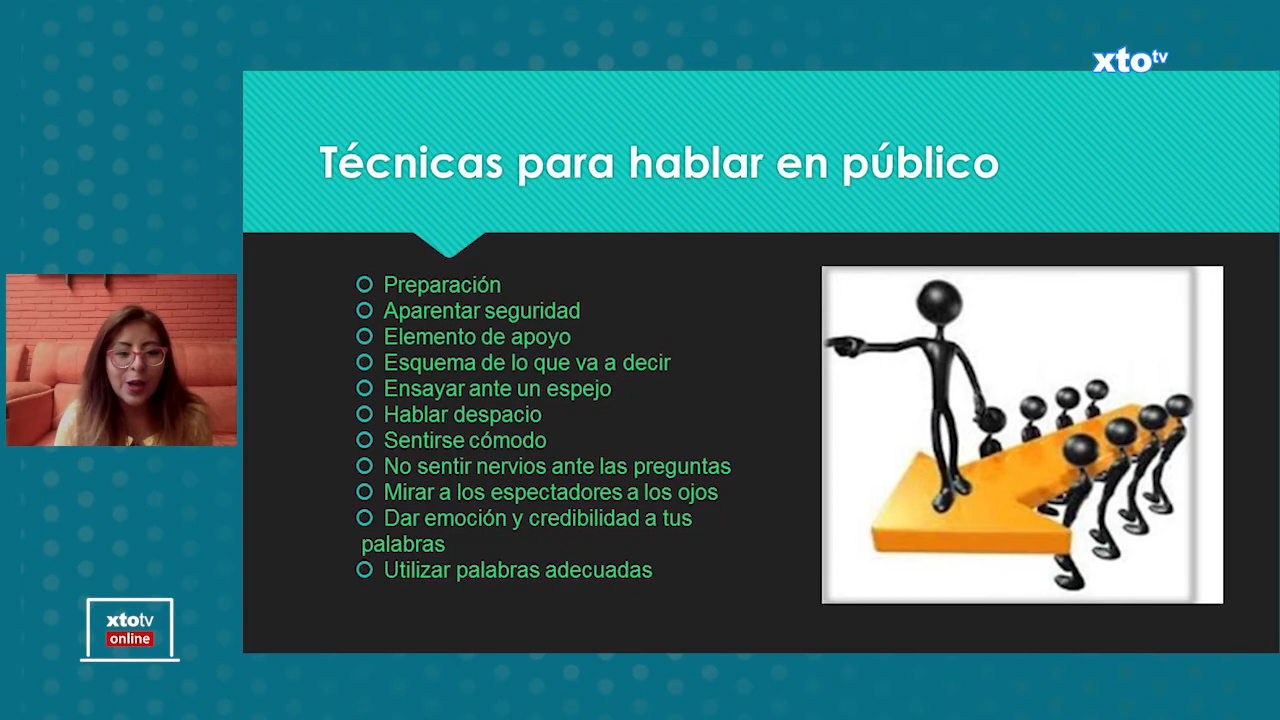 xtotv
Técnicas para hablar en público
Preparación
Aparentar seguridad
Elemento de apoyo
Esquema de lo que va a decir
Ensayar ante un espejo
Hablar despacio
Sentirse cómodo
No sentir nervios ante las preguntas
Mirar a los espectadores a los ojos
Dar emoción y credibilidad a tus
palabras
Utilizar palabras adecuadas
xtotv
online